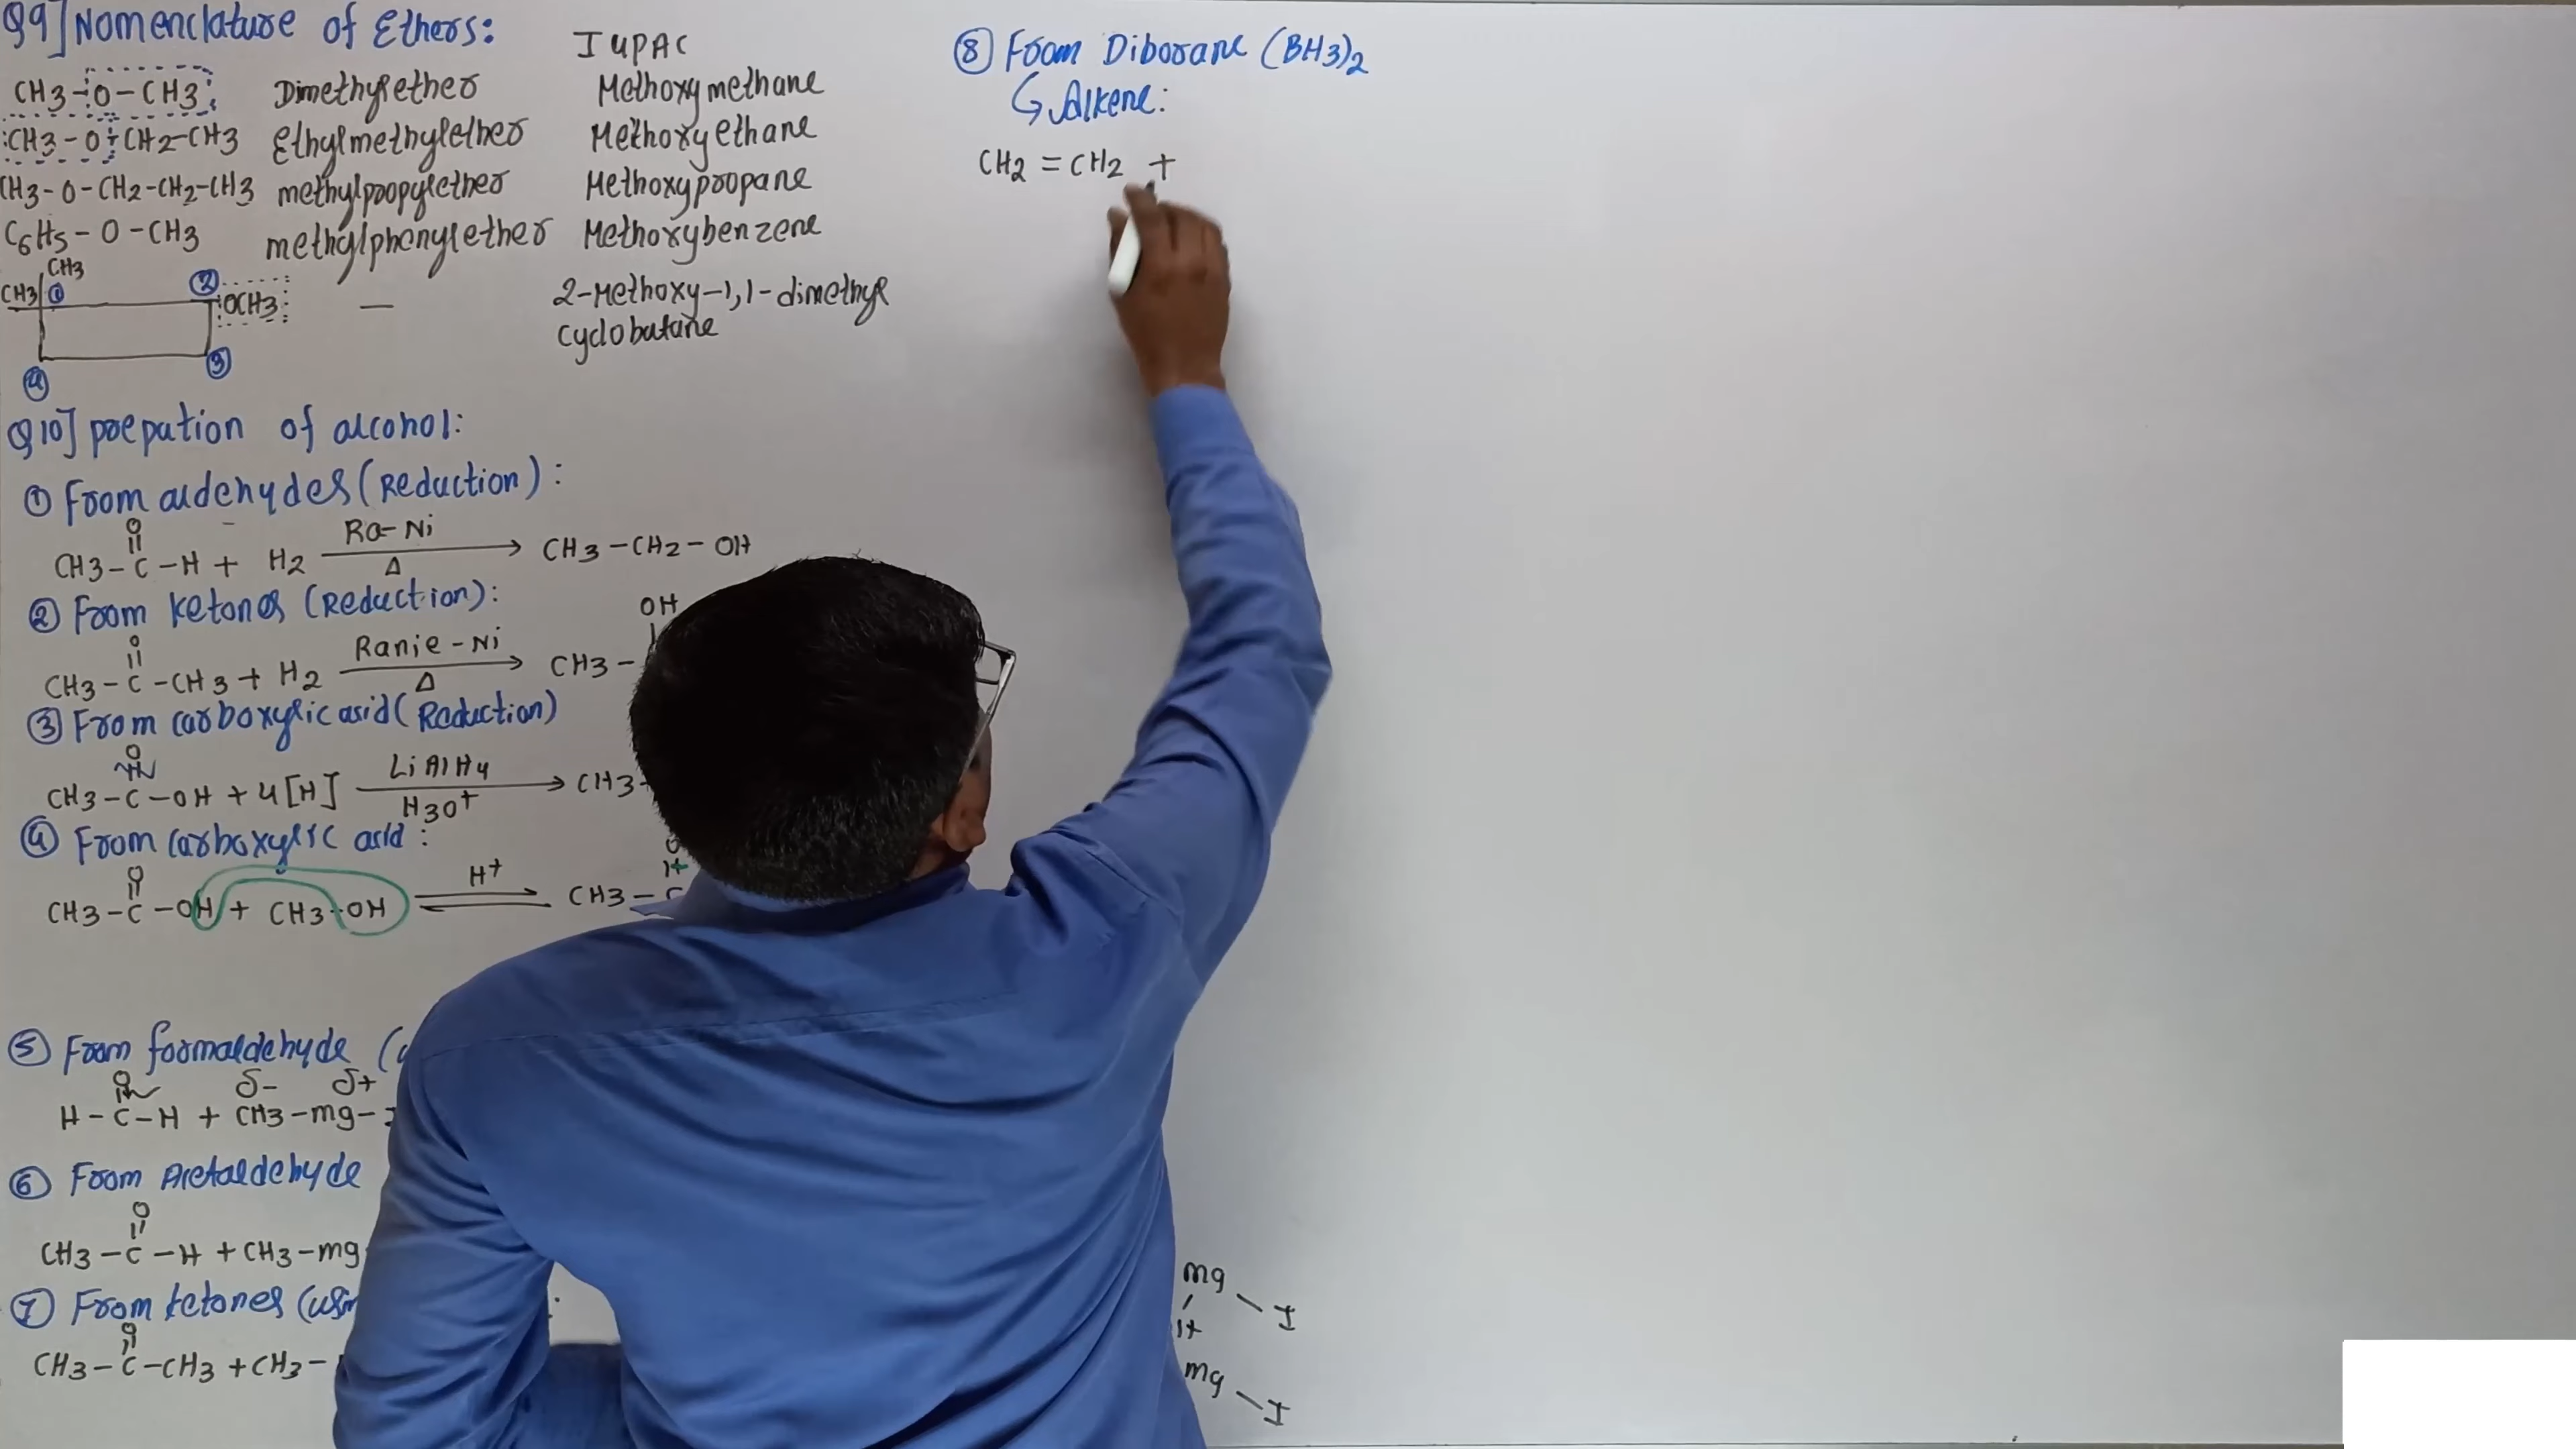 Q9] Nomenclature of Ethers:
IUPAC
CH3-O-CH3 Dimethylether Methoxymethane
CH3-O-CH2-CH3 Ethylmethylether Methoxyethane
CH3-O-CH2-CH2-CH3 methylpropylether Methoxypropane
C6H5-O-CH3 methylphenylether Methoxybenzene
CH3
CH3 ① ② OCH3 — 2-Methoxy-1,1-dimethyl
cyclobutane
④ ③
Q10] prepation of alcohol:
① From aldehydes (Reduction):
O
CH3-C-H + H2 Ra-Ni Δ → CH3-CH2-OH
② From ketones (Reduction):
O OH
CH3-C-CH3 + H2 Ranie-Ni Δ → CH3-
③ From carboxylic acid (Reduction)
O
CH3-C-OH + 4[H] LiAlH4 H3O+ → CH3-
④ From carboxylic acid:
O O
CH3-C-OH + CH3-OH H+ ⇌ CH3-C
⑤ From formaldehyde (
O δ- δ+
H-C-H + CH3-mg-I
⑥ From Acetaldehyde
O
CH3-C-H + CH3-mg
⑦ From ketones (
O
CH3-C-CH3 + CH3-
⑧ From Diborane (BH3)2
↳ Alkene:
CH2=CH2 +
mg
I
mg
I